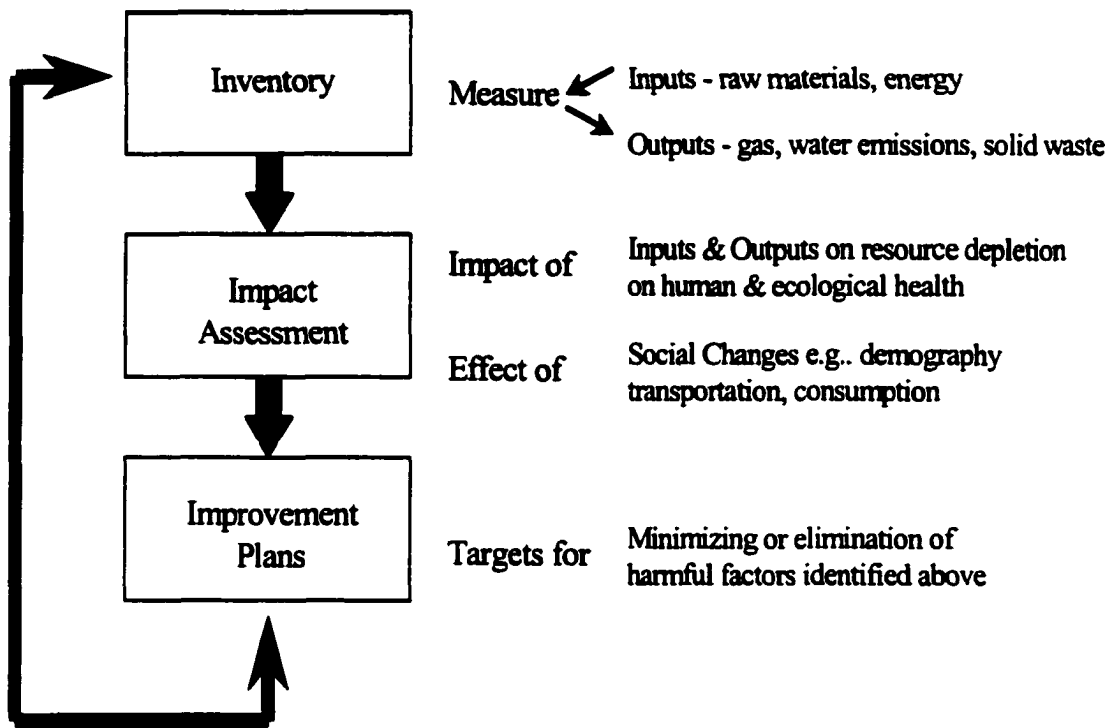 Inventory
Measure
Inputs - raw materials, energy
Outputs - gas, water emissions, solid waste
Impact
Assessment
Impact of
Inputs & Outputs on resource depletion
on human & ecological health
Effect of
Social Changes e.g.. demography
transportation, consumption
Improvement
Plans
Targets for
Minimizing or elimination of
harmful factors identified above